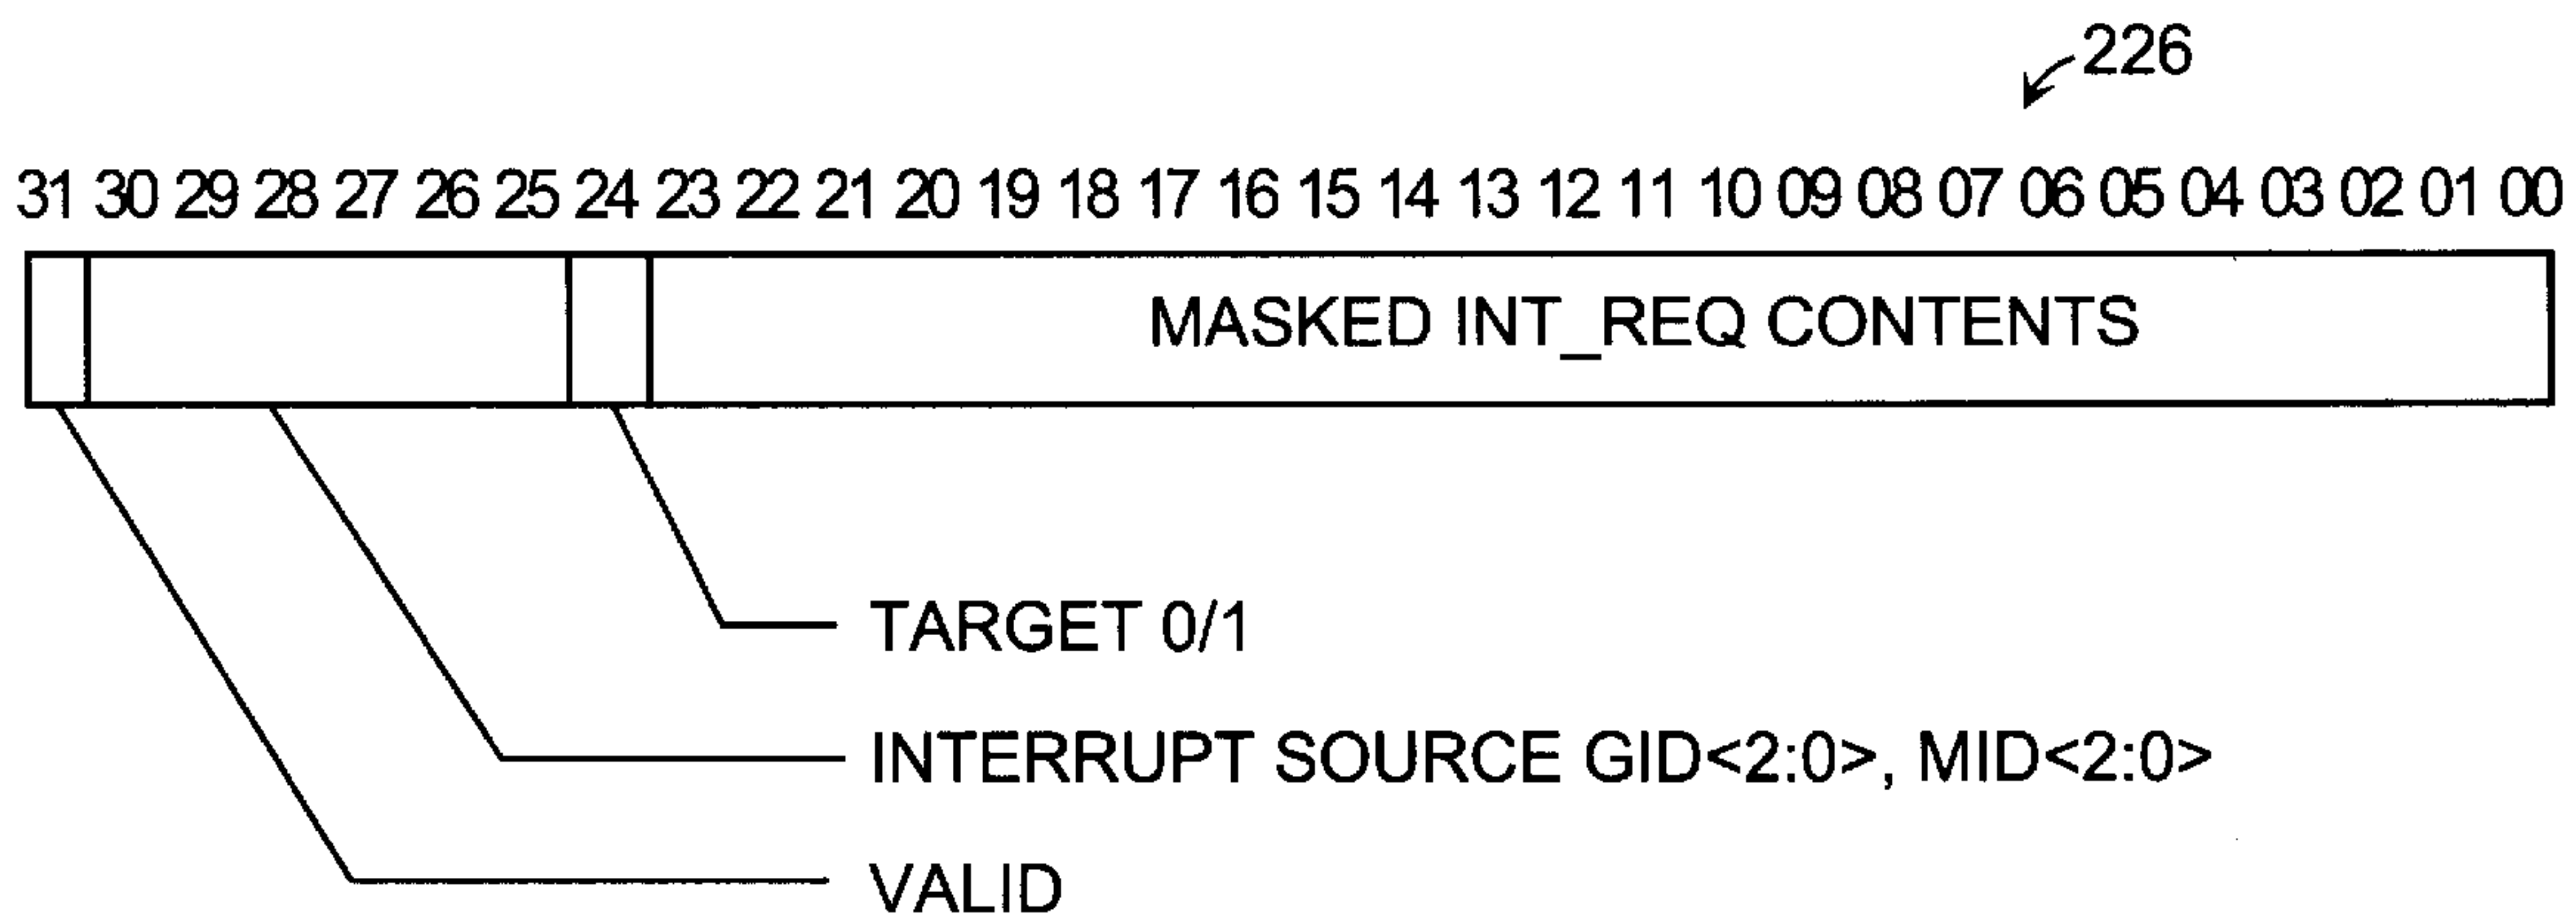 226
31 30 29 28 27 26 25 24 23 22 21 20 19 18 17 16 15 14 13 12 11 10 09 08 07 06 05 04 03 02 01 00
MASKED INT_REQ CONTENTS
TARGET 0/1
INTERRUPT SOURCE GID<2:0>, MID<2:0>
VALID